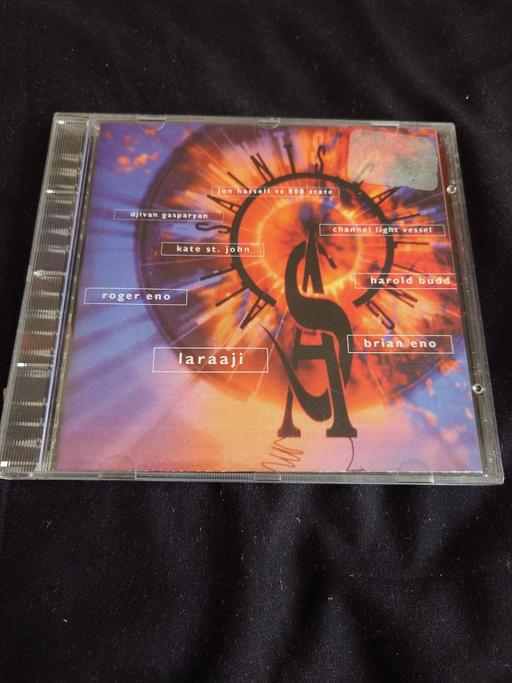 SAINTS
jon hassell vs 808 state
djivan gasparyan
channel light vessel
kate st. john
harold budd
roger eno
brian eno
laraaji